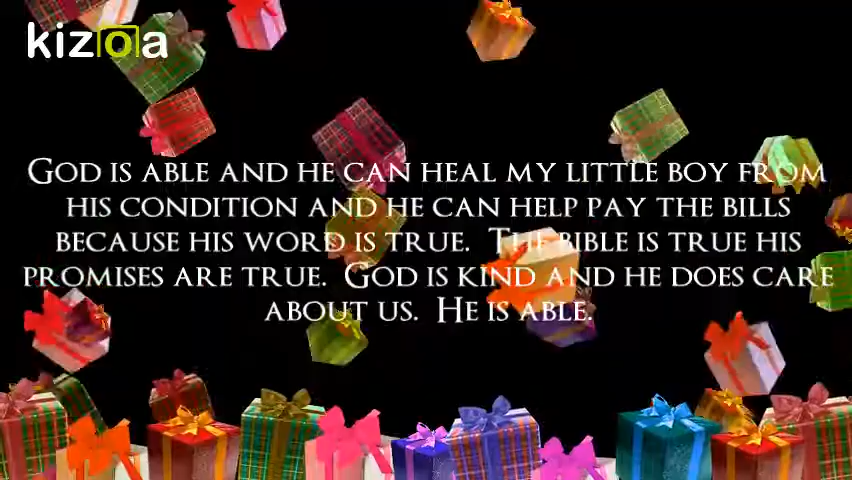 kizoa
God is able and he can heal my little boy from
his condition and he can help pay the bills
because his word is true.  The bible is true his
promises are true.  God is kind and he does care
about us.  He is able.